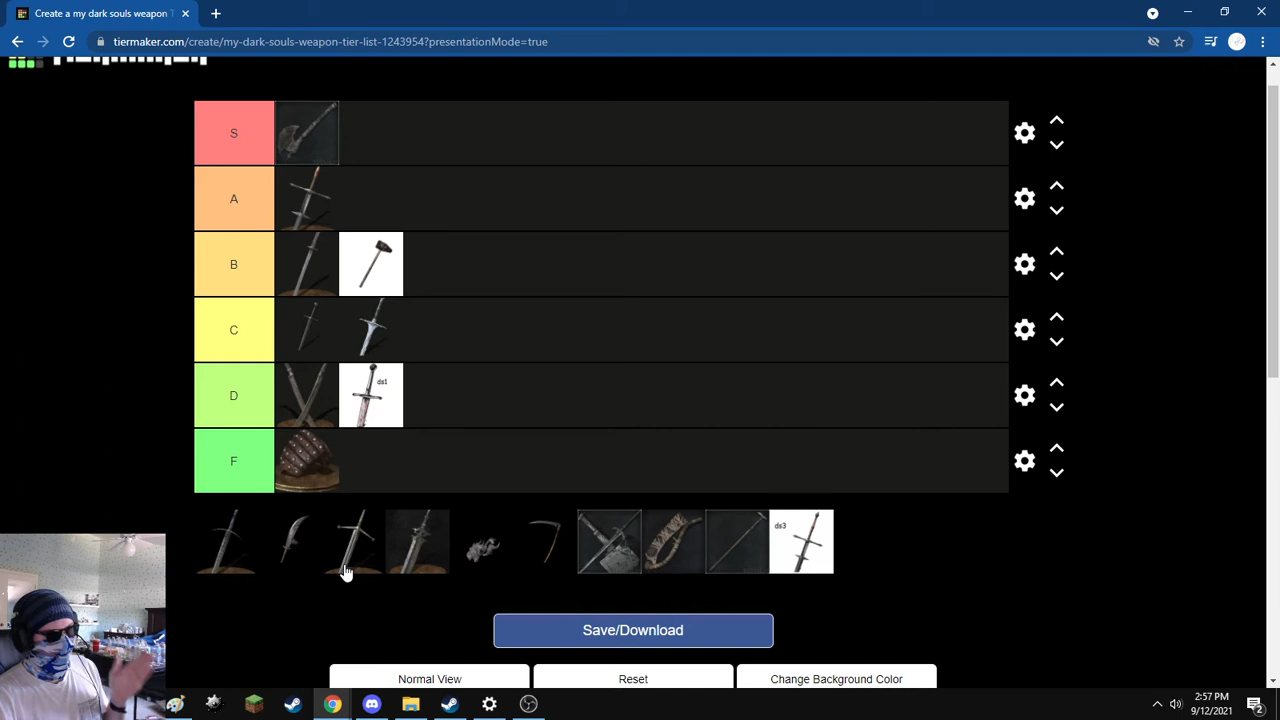 Create a my dark souls weapon T
tiermaker.com/create/my-dark-souls-weapon-tier-list-1243954?presentationMode=true
S
A
B
C
D
ds1
F
ds3
Save/Download
Normal View
Reset
Change Background Color
2:57 PM
9/12/2021
2